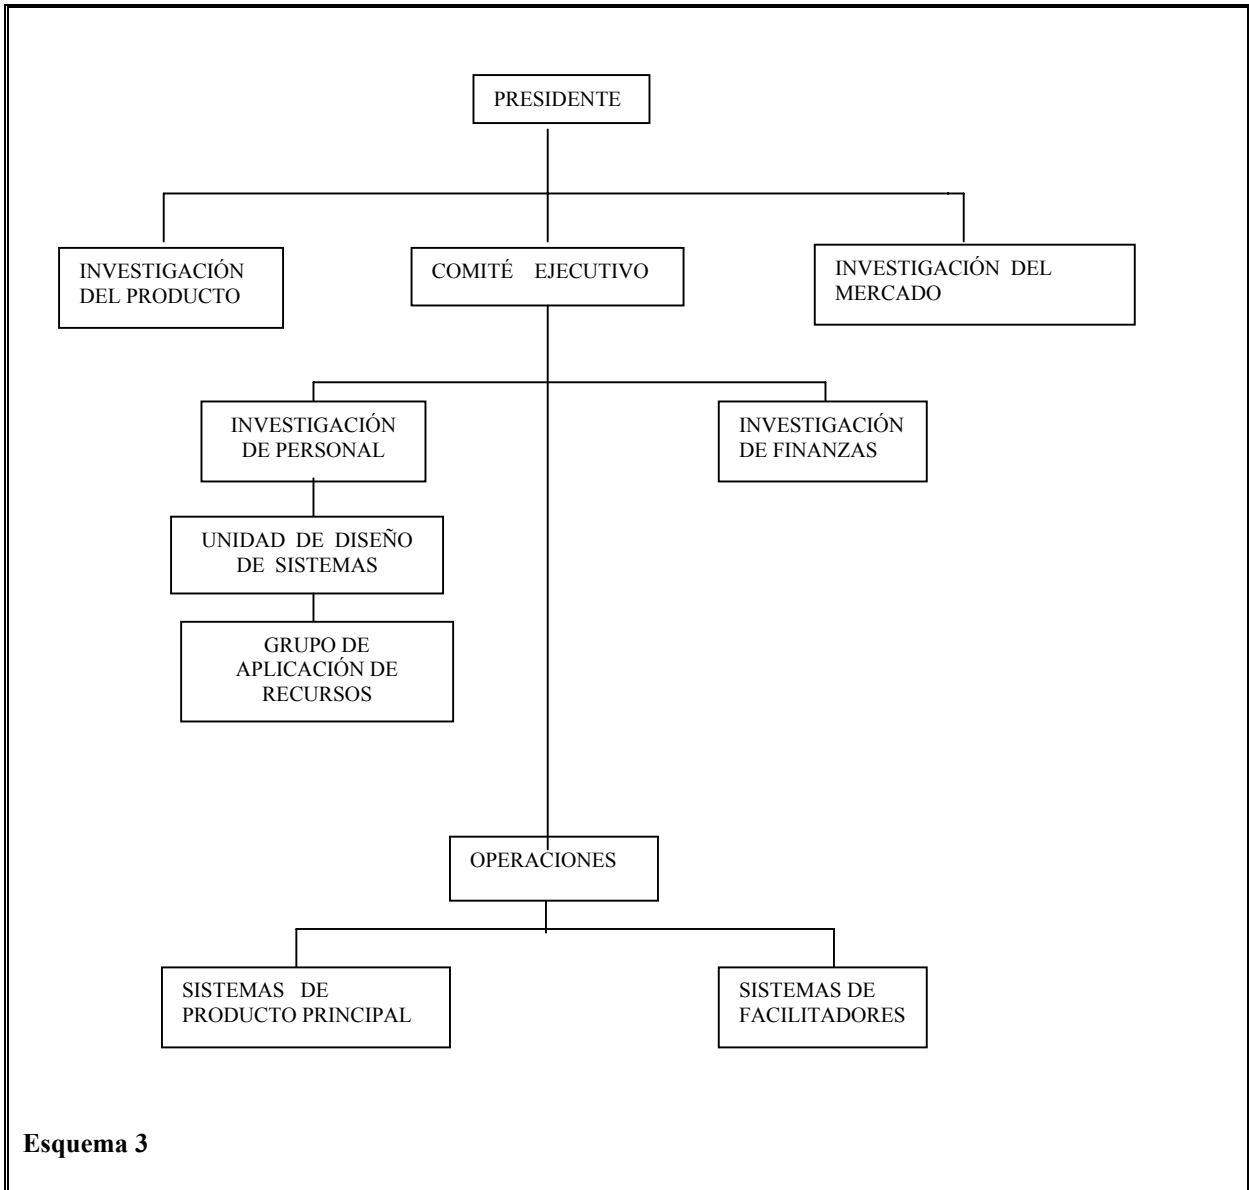 PRESIDENTE
INVESTIGACIÓN
DEL PRODUCTO
COMITÉ EJECUTIVO
INVESTIGACIÓN DEL
MERCADO
INVESTIGACIÓN
DE PERSONAL
INVESTIGACIÓN
DE FINANZAS
UNIDAD DE DISEÑO
DE SISTEMAS
GRUPO DE
APLICACIÓN DE
RECURSOS
OPERACIONES
SISTEMAS DE
PRODUCTO PRINCIPAL
SISTEMAS DE
FACILITADORES
Esquema 3